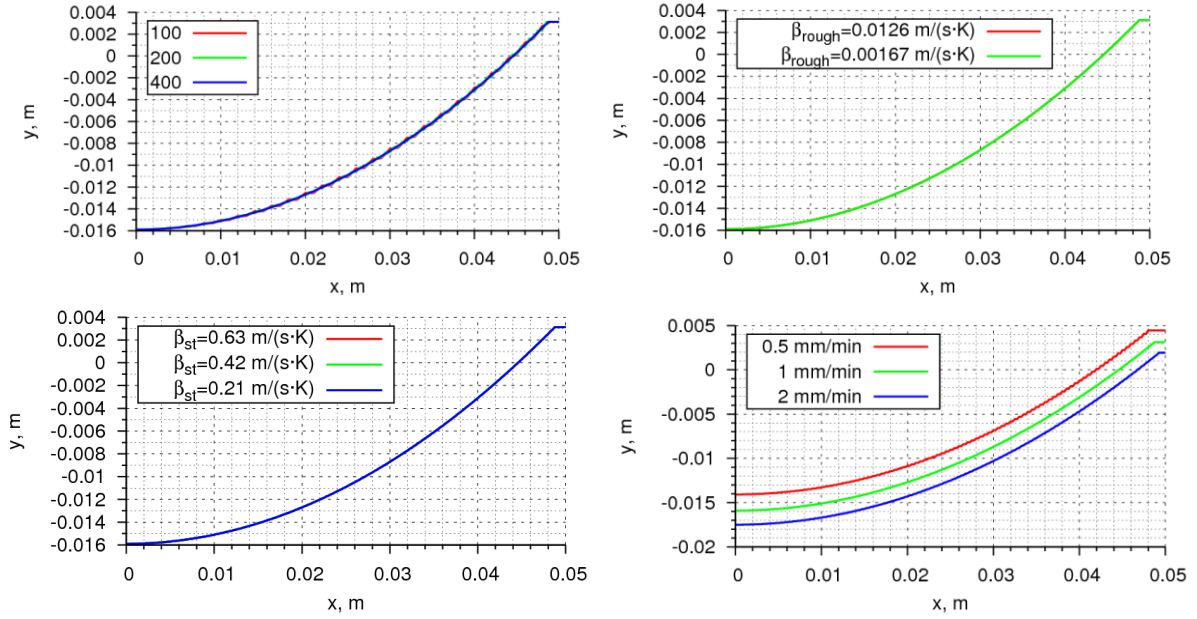 0.004
0.002
0
-0.002
-0.004
-0.006
-0.008
-0.01
-0.012
-0.014
-0.016
y, m
100
200
400
0 0.01 0.02 0.03 0.04 0.05
x, m
0.004
0.002
0
-0.002
-0.004
-0.006
-0.008
-0.01
-0.012
-0.014
-0.016
y, m
βrough=0.0126 m/(s·K)
βrough=0.00167 m/(s·K)
0 0.01 0.02 0.03 0.04 0.05
x, m
0.004
0.002
0
-0.002
-0.004
-0.006
-0.008
-0.01
-0.012
-0.014
-0.016
y, m
βst=0.63 m/(s·K)
βst=0.42 m/(s·K)
βst=0.21 m/(s·K)
0 0.01 0.02 0.03 0.04 0.05
x, m
0.005
0
-0.005
-0.01
-0.015
-0.02
y, m
0.5 mm/min
1 mm/min
2 mm/min
0 0.01 0.02 0.03 0.04 0.05
x, m